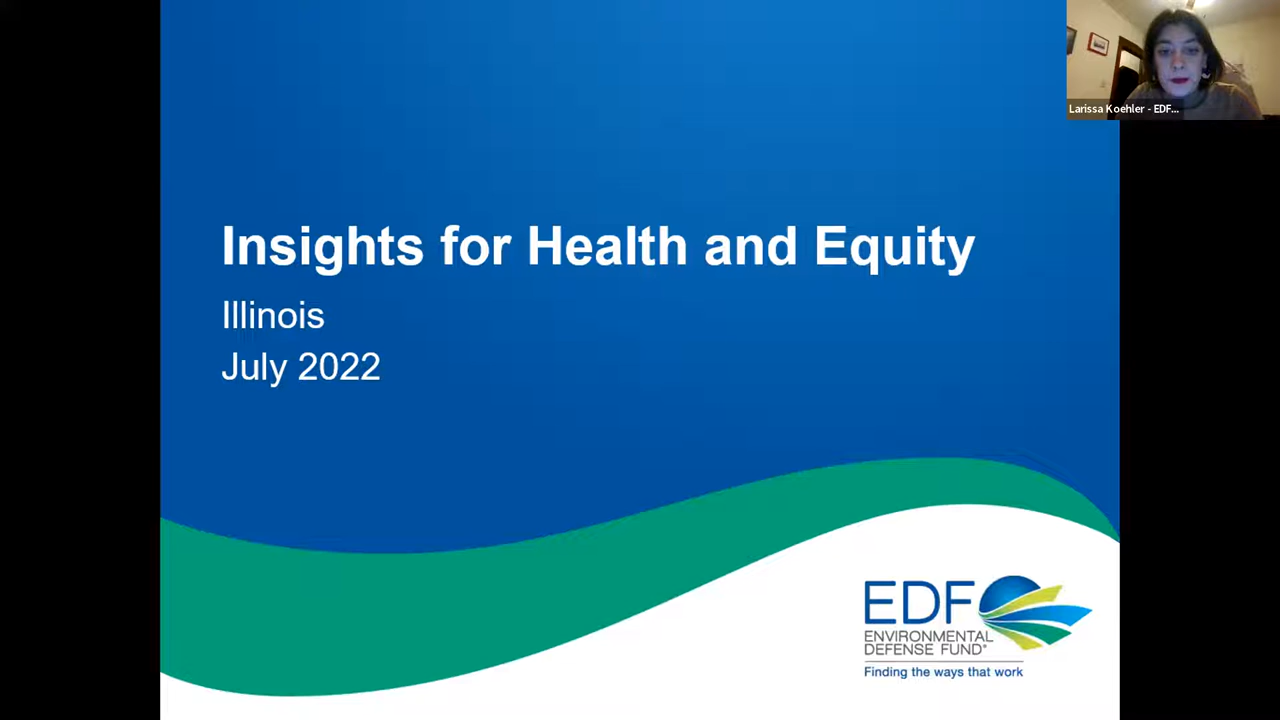 Larissa Koehler - EDF...
Insights for Health and Equity
Illinois
July 2022
EDF
ENVIRONMENTAL
DEFENSE FUND®
Finding the ways that work